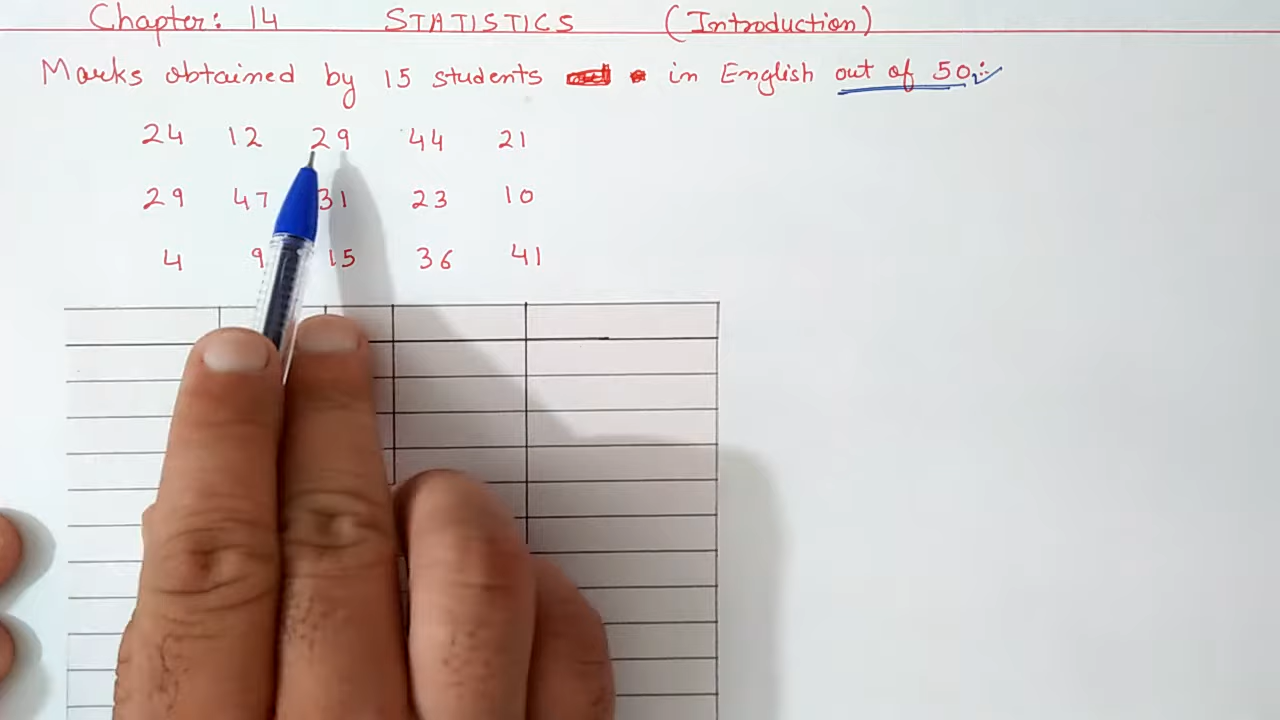 Chapter: 14 STATISTICS (Introduction)
Marks obtained by 15 students in English out of 50:
24 12 29 44 21
29 47 31 23 10
4 9 15 36 41